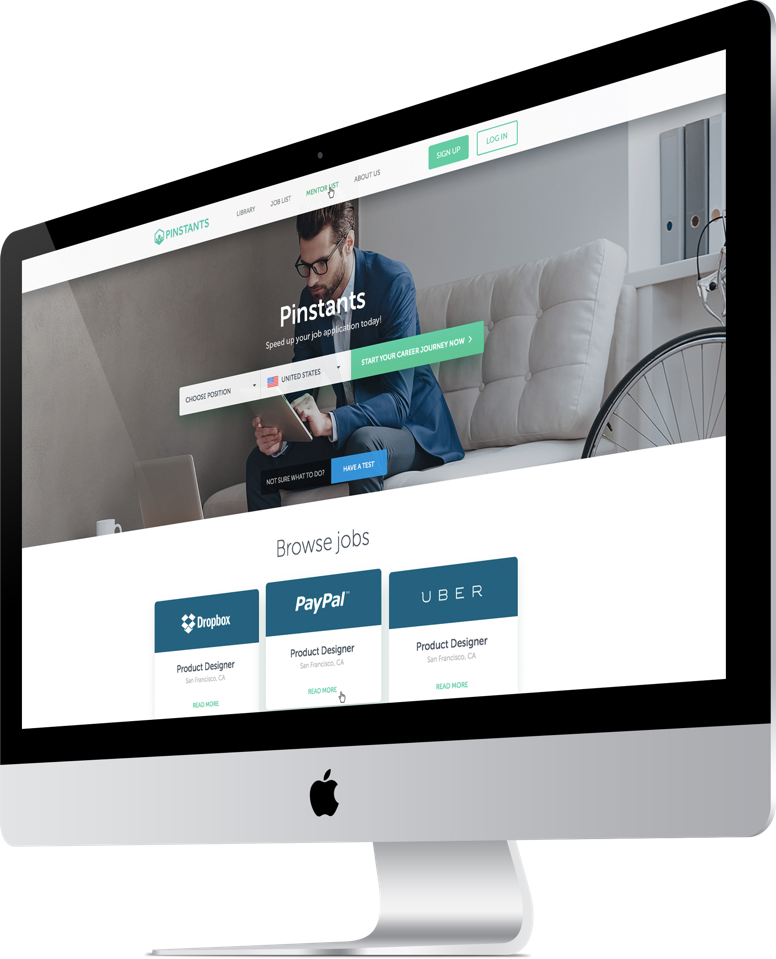 PINSTANTS
LIBRARY
JOB LIST
MENTOR LIST
ABOUT US
SIGN UP
LOG IN
Pinstants
Speed up your job application today!
CHOOSE POSITION
UNITED STATES
START YOUR CAREER JOURNEY NOW
NOT SURE WHAT TO DO?
HAVE A TEST
Browse jobs
Dropbox
Product Designer
San Francisco, CA
READ MORE
PayPal™
Product Designer
San Francisco, CA
READ MORE
UBER
Product Designer
San Francisco, CA
READ MORE